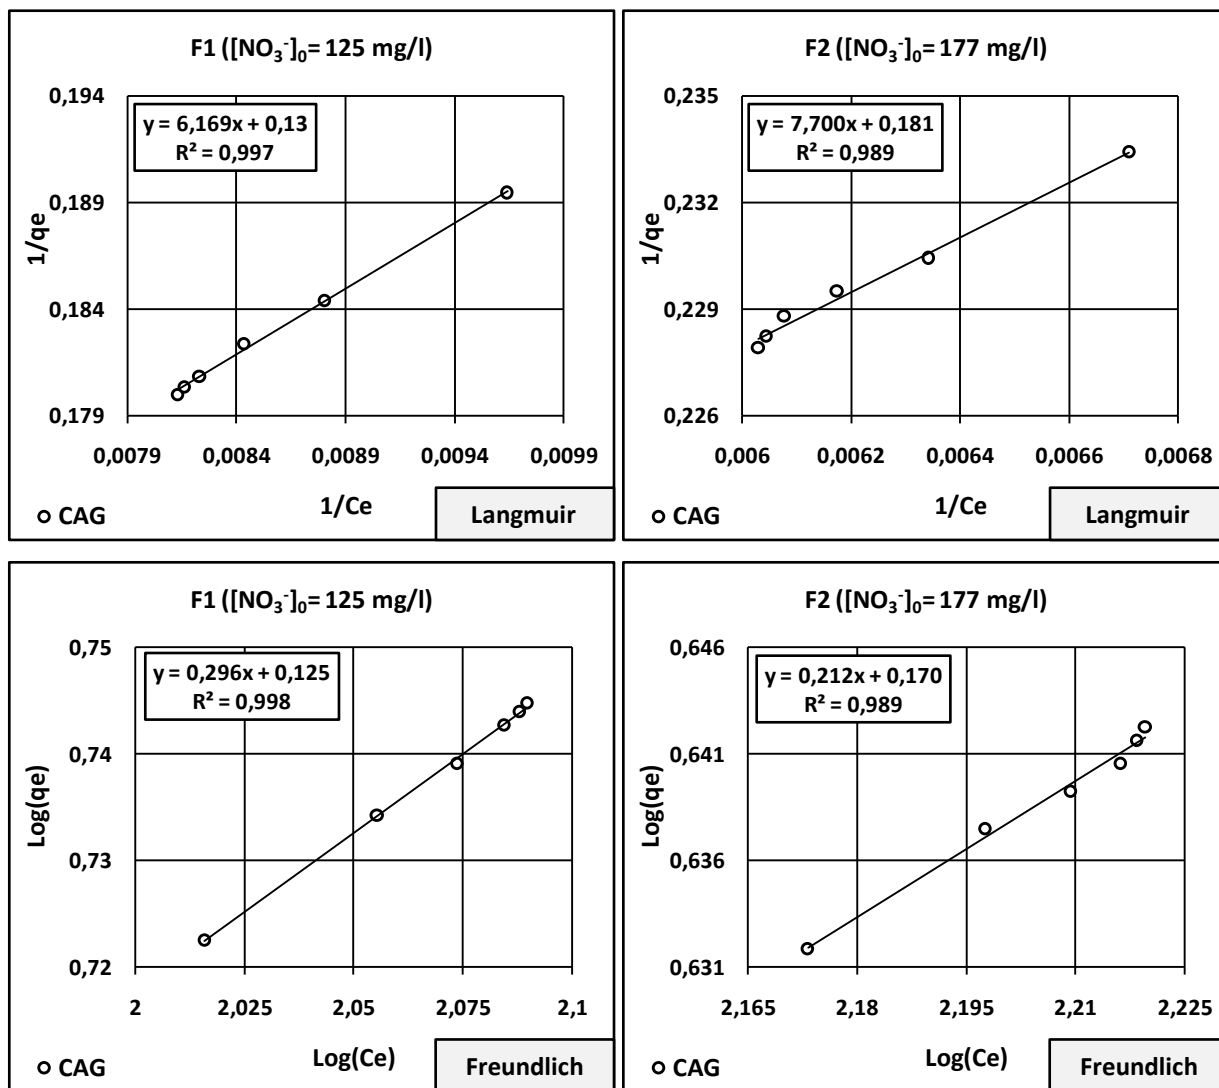 F1 ([NO₃⁻]₀= 125 mg/l)
0,194
0,189
0,184
0,179
1/qe
y = 6,169x + 0,13
R² = 0,997
0,0079 0,0084 0,0089 0,0094 0,0099
1/Ce
CAG
Langmuir
F2 ([NO₃⁻]₀= 177 mg/l)
0,235
0,232
0,229
0,226
1/qe
y = 7,700x + 0,181
R² = 0,989
0,006 0,0062 0,0064 0,0066 0,0068
1/Ce
CAG
Langmuir
F1 ([NO₃⁻]₀= 125 mg/l)
0,75
0,74
0,73
0,72
Log(qe)
y = 0,296x + 0,125
R² = 0,998
2 2,025 2,05 2,075 2,1
Log(Ce)
CAG
Freundlich
F2 ([NO₃⁻]₀= 177 mg/l)
0,646
0,641
0,636
0,631
Log(qe)
y = 0,212x + 0,170
R² = 0,989
2,165 2,18 2,195 2,21 2,225
Log(Ce)
CAG
Freundlich